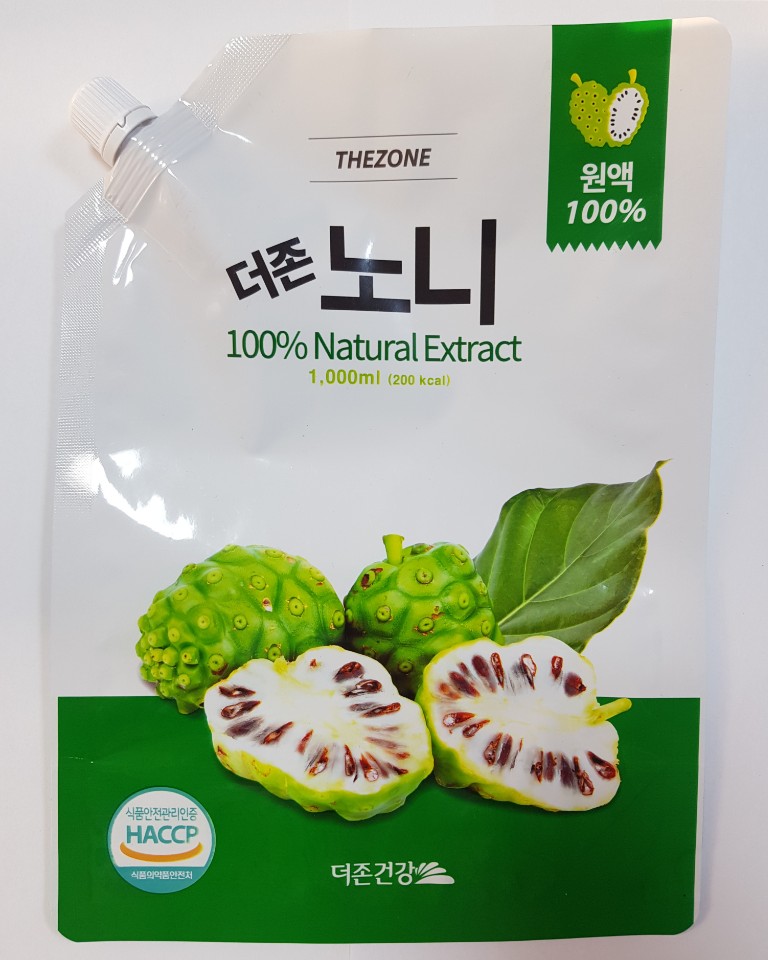 THEZONE
원액
100%
더존 노니
100% Natural Extract
1,000ml (200 kcal)
식품안전관리인증
HACCP
식품의약품안전처
더존건강